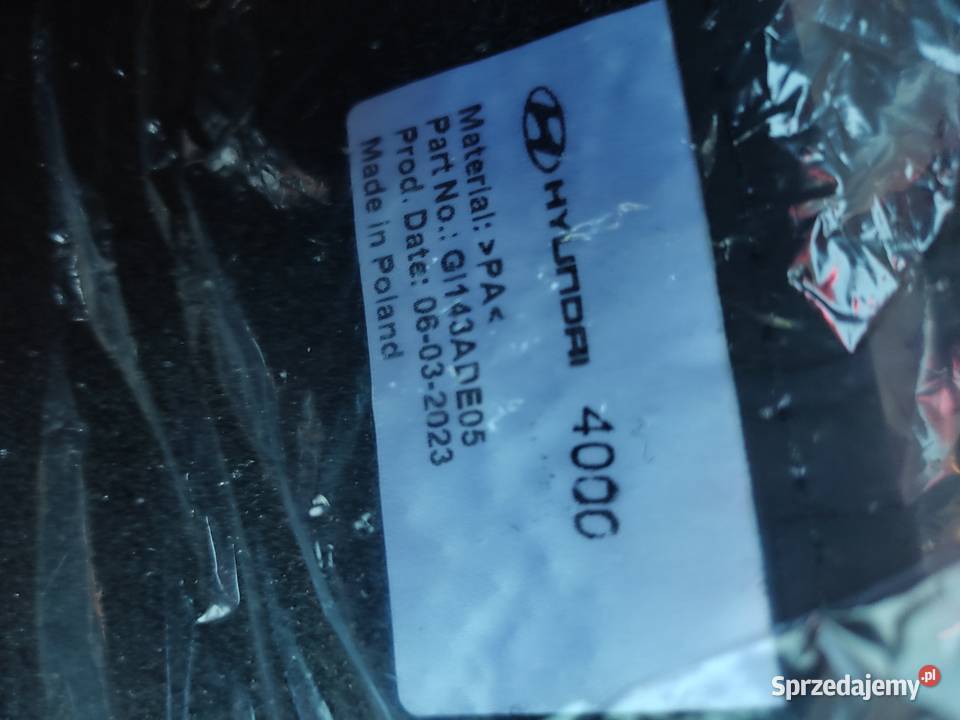 HYUNDAI 4000
Material: >PA<
Part No.: GI143ADE05
Prod. Date: 06-03-2023
Made in Poland
Sprzedajemy.pl